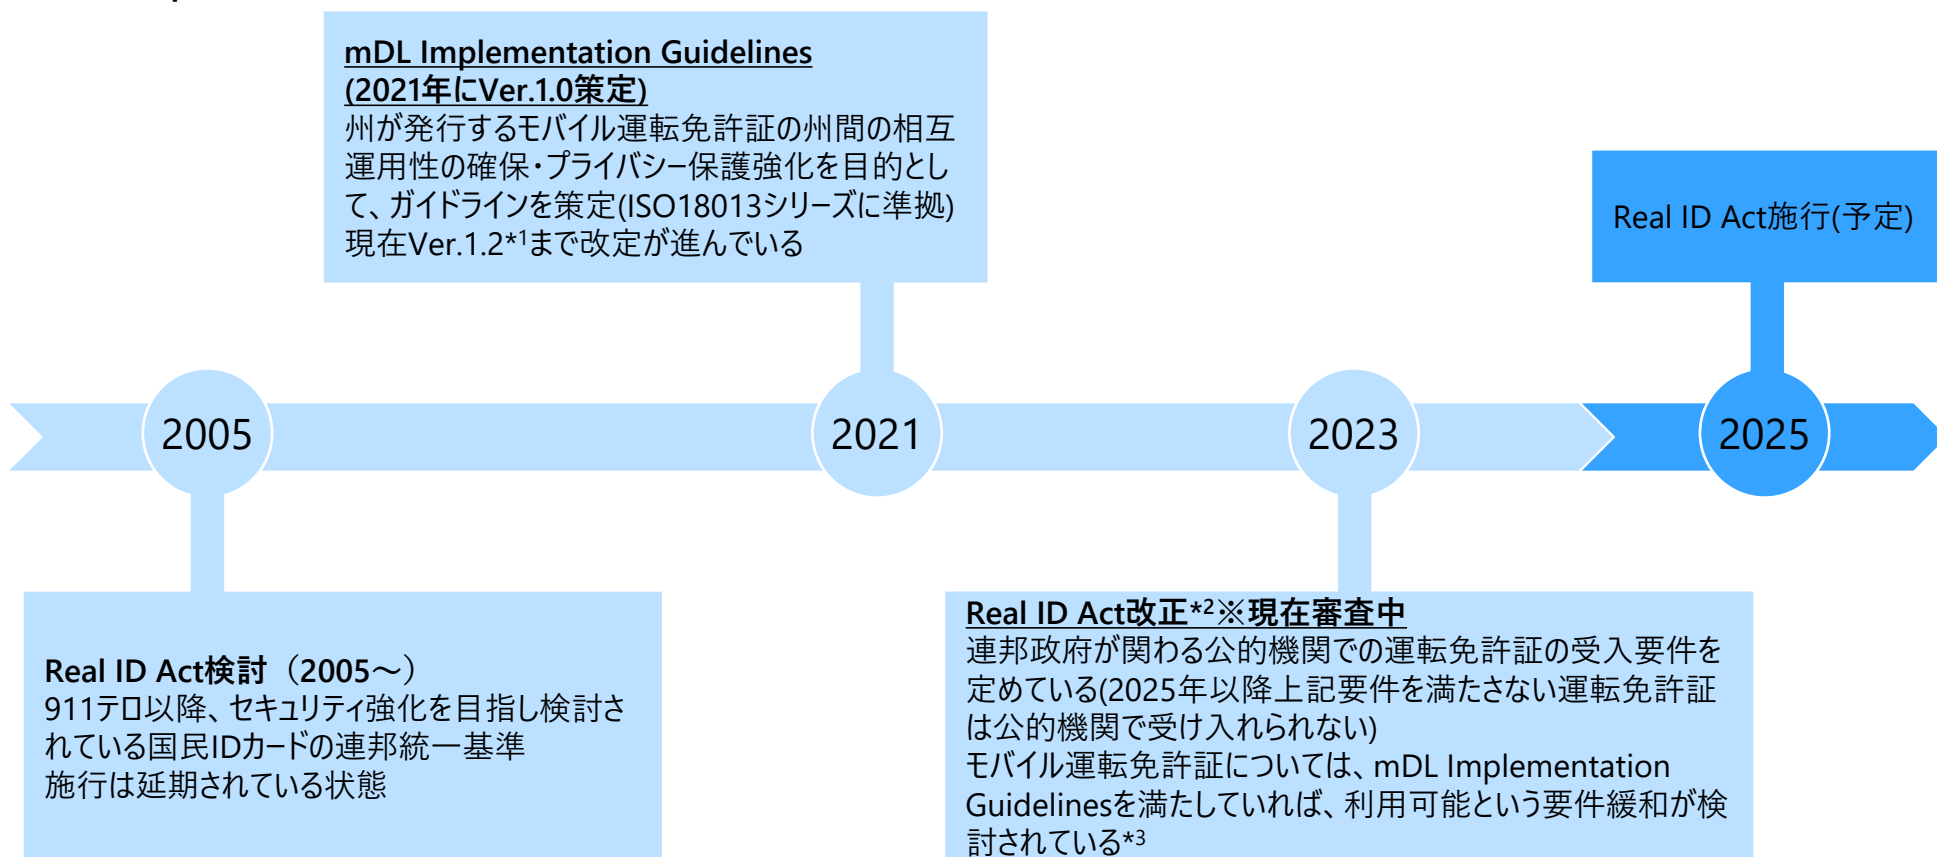 mDL Implementation Guidelines
(2021年にVer.1.0策定)
州が発行するモバイル運転免許証の州間の相互
運用性の確保・プライバシー保護強化を目的とし
て、ガイドラインを策定(ISO18013シリーズに準拠)
現在Ver.1.2*1まで改定が進んでいる
Real ID Act施行(予定)
2005
2021
2023
2025
Real ID Act検討（2005～）
911テロ以降、セキュリティ強化を目指し検討さ
れている国民IDカードの連邦統一基準
施行は延期されている状態
Real ID Act改正*2※現在審査中
連邦政府が関わる公的機関での運転免許証の受入要件を
定めている(2025年以降上記要件を満たさない運転免許証
は公的機関で受け入れられない)
モバイル運転免許証については、mDL Implementation
Guidelinesを満たしていれば、利用可能という要件緩和が検
討されている*3